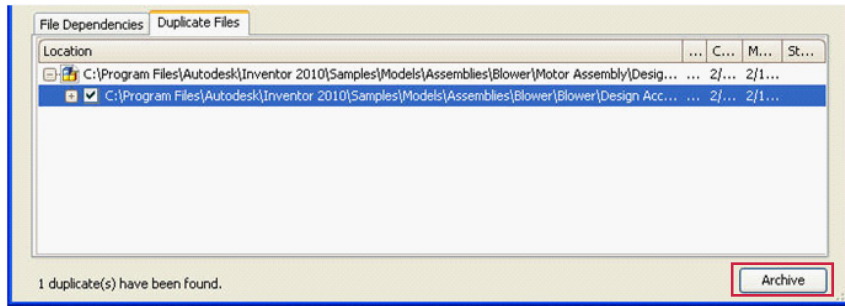 File Dependencies Duplicate Files
Location ... C... M... St...
C:\Program Files\Autodesk\Inventor 2010\Samples\Models\Assemblies\Blower\Motor Assembly\Desig... ... 2/... 2/1...
C:\Program Files\Autodesk\Inventor 2010\Samples\Models\Assemblies\Blower\Blower\Design Acc... ... 2/... 2/1...
1 duplicate(s) have been found. Archive